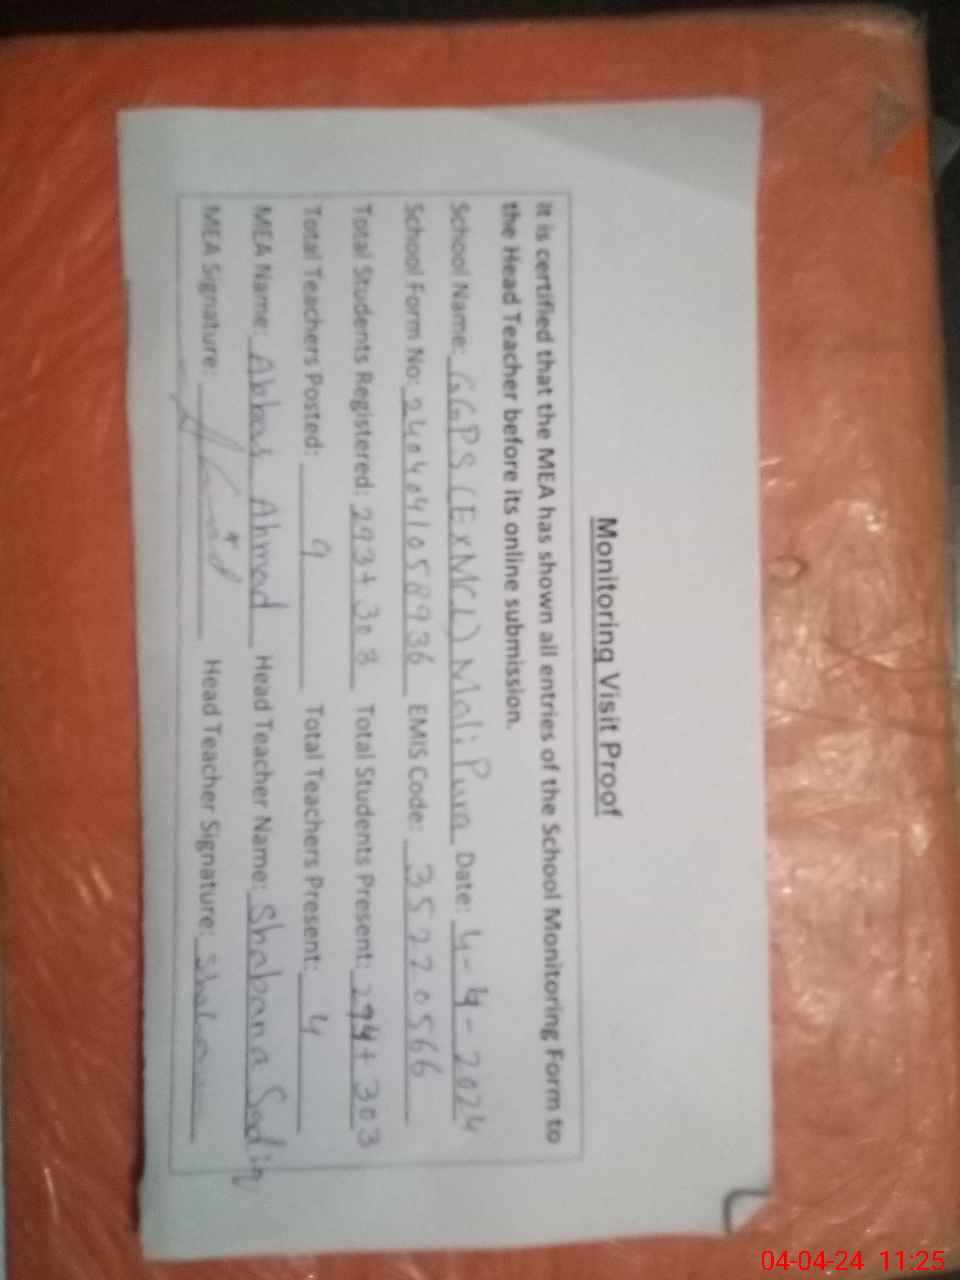 Monitoring Visit Proof
It is certified that the MEA has shown all entries of the School Monitoring Form to
the Head Teacher before its online submission.
School Name: GGPS (ExMCL) Mali Pura Date: 4-4-2024
School Form No: 2404041058936 EMIS Code: 35220566
Total Students Registered: 293+303 Total Students Present: 294+303
Total Teachers Posted: 9 Total Teachers Present: 4
MEA Name: Abbas Ahmad Head Teacher Name: Shabana Sadiq
MEA Signature: Head Teacher Signature: Shabana
04-04-24 11:25